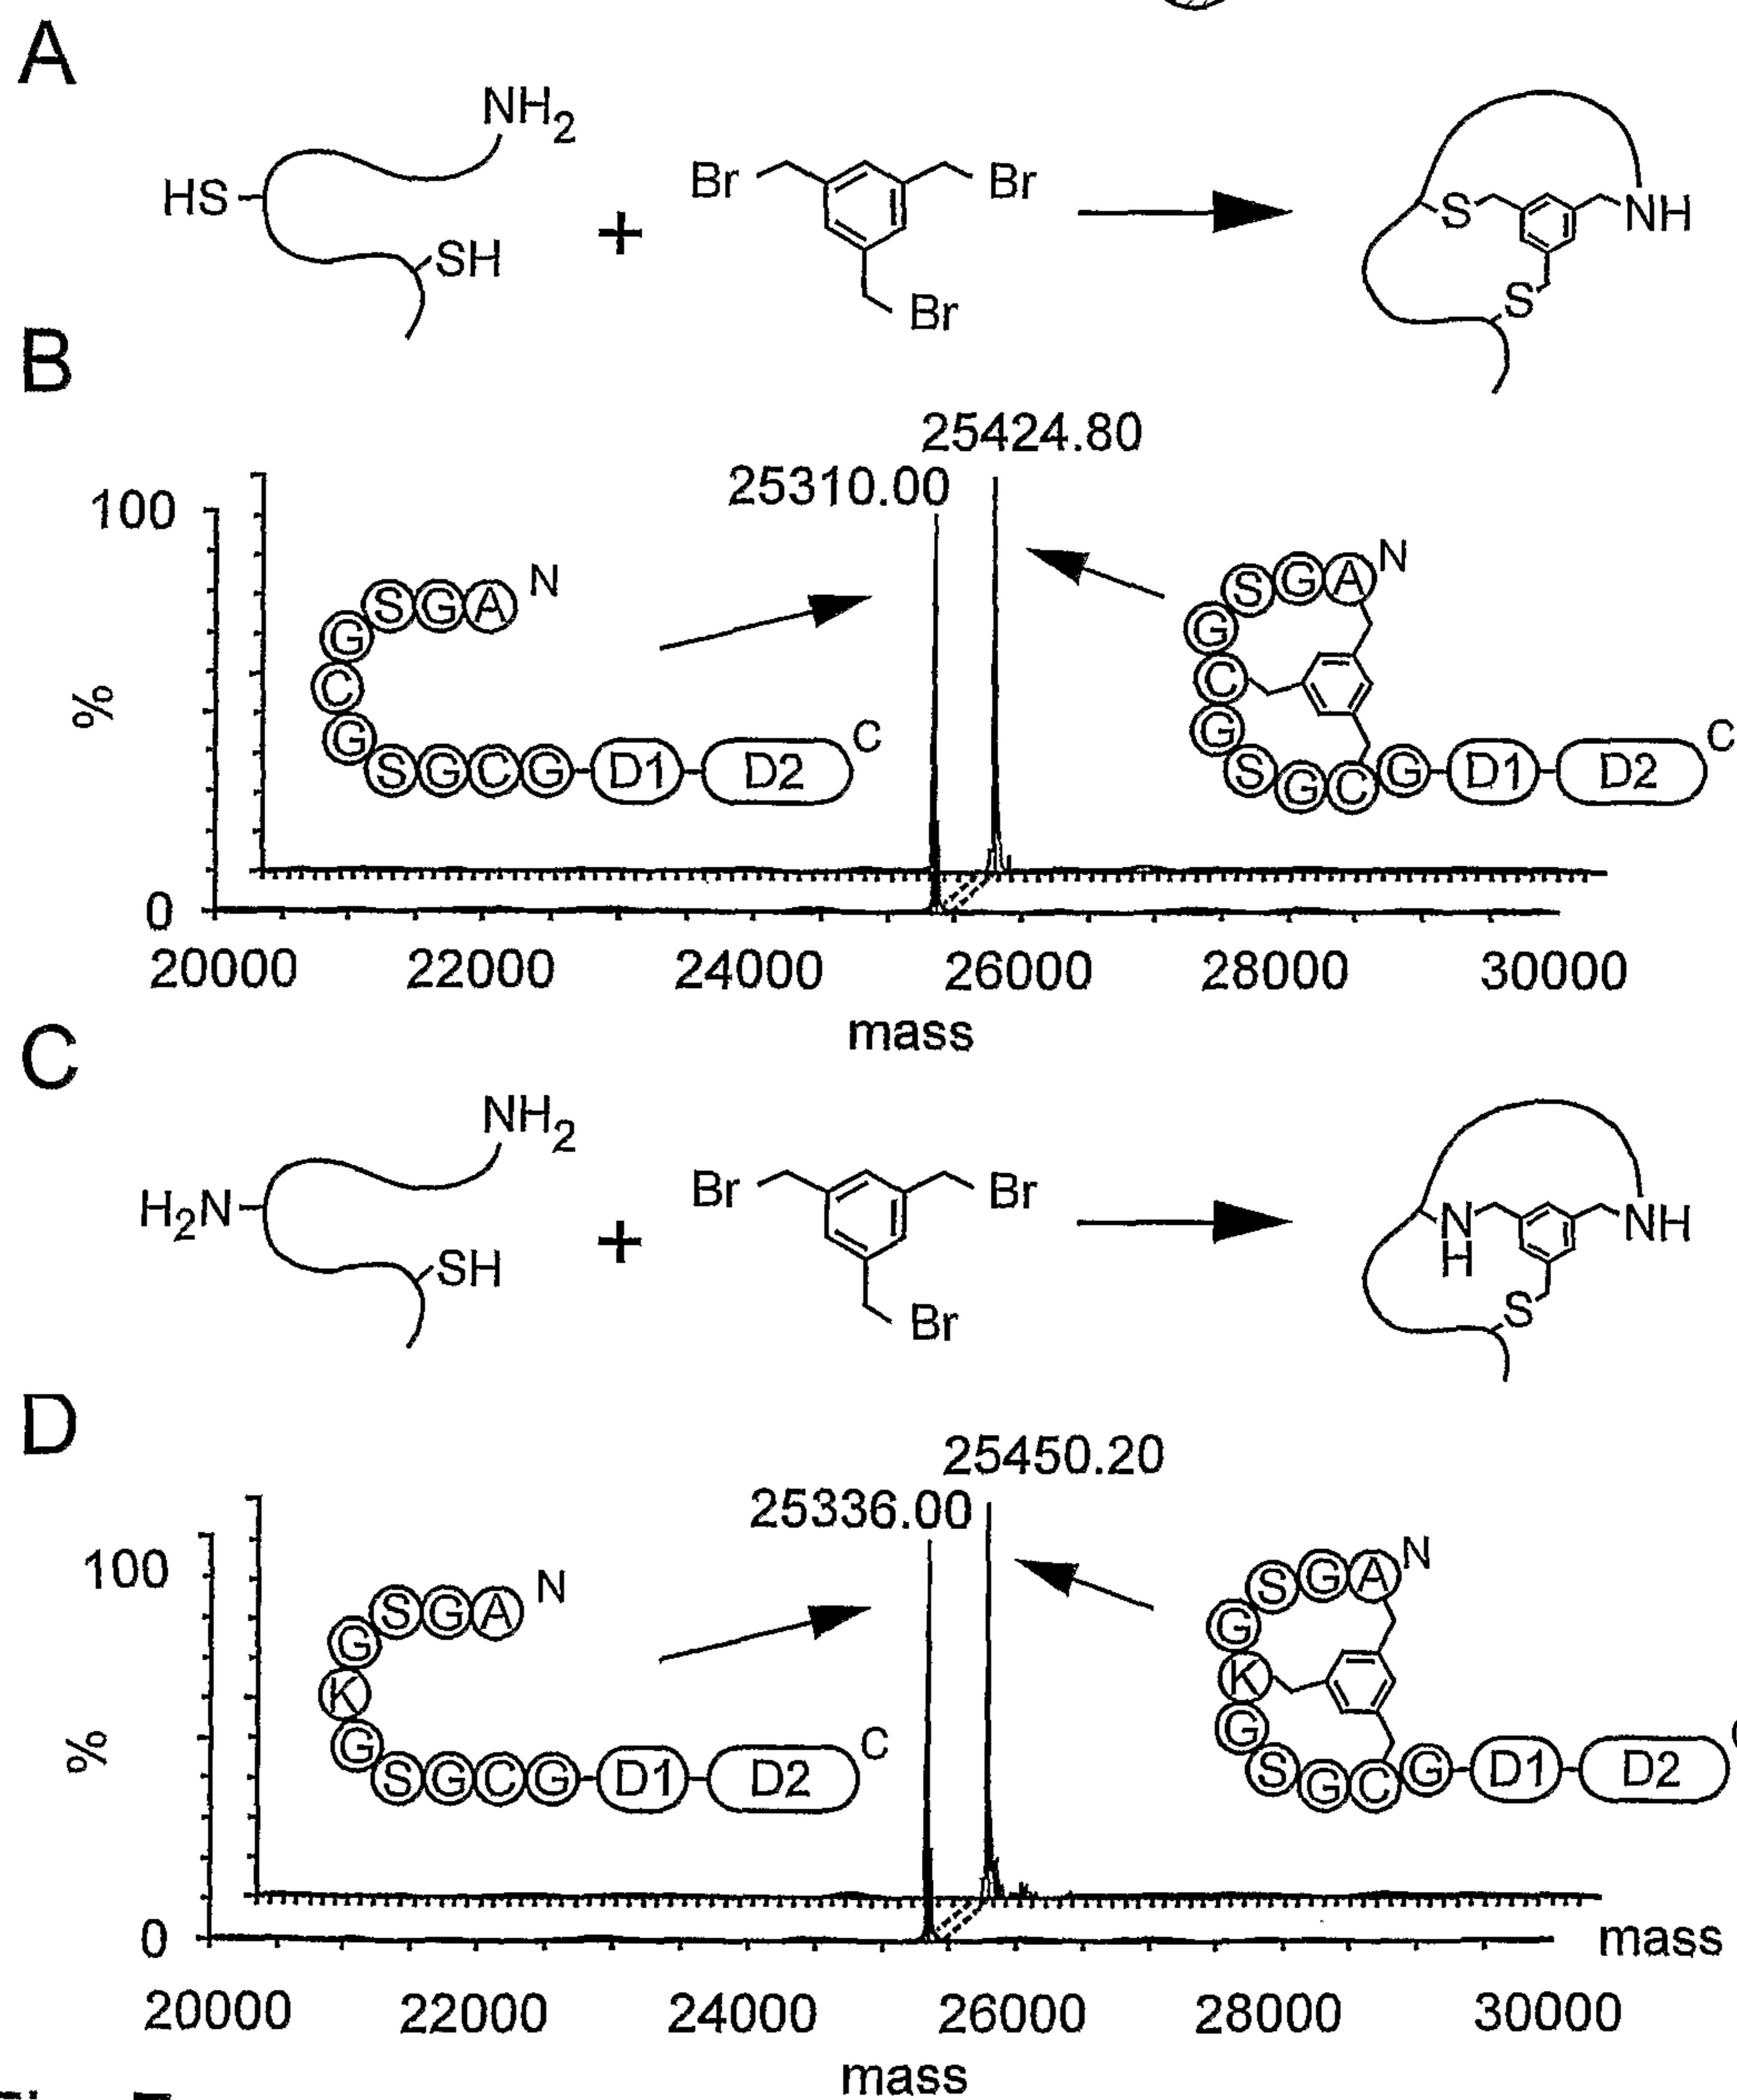 A
NH2
HS
SH
+
Br
Br
Br
S
NH
S
B
25424.80
25310.00
100
%
0
N
S G A
G
C
G
S G C G D1 D2 C
N
S G A
G
C
G
S G C G D1 D2 C
20000 22000 24000 26000 28000 30000
mass
C
NH2
H2N
SH
+
Br
Br
Br
N
H
NH
S
D
25450.20
25336.00
100
%
0
N
S G A
G
K
G
S G C G D1 D2 C
N
S G A
G
K
G
S G C G D1 D2
mass
20000 22000 24000 26000 28000 30000
mass